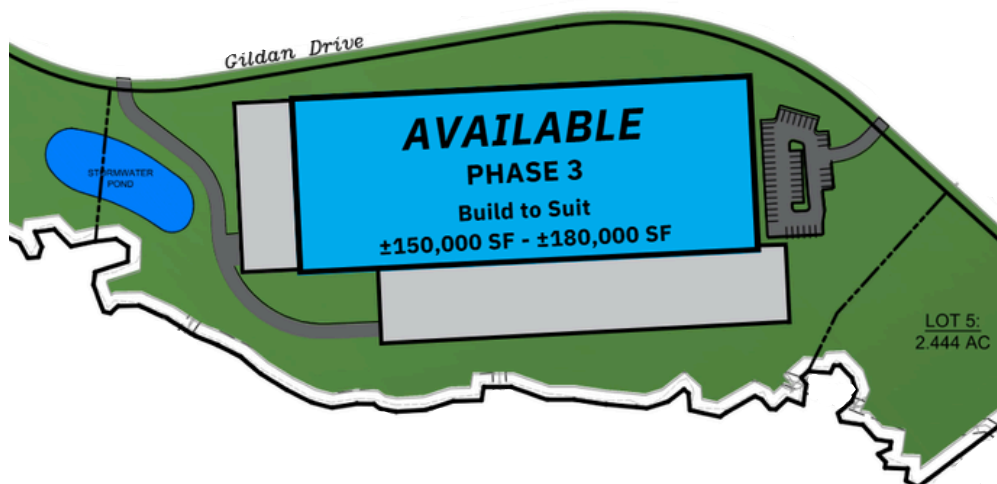 Gildan Drive
AVAILABLE
PHASE 3
Build to Suit
±150,000 SF - ±180,000 SF
STORMWATER
POND
LOT 5:
2.444 AC